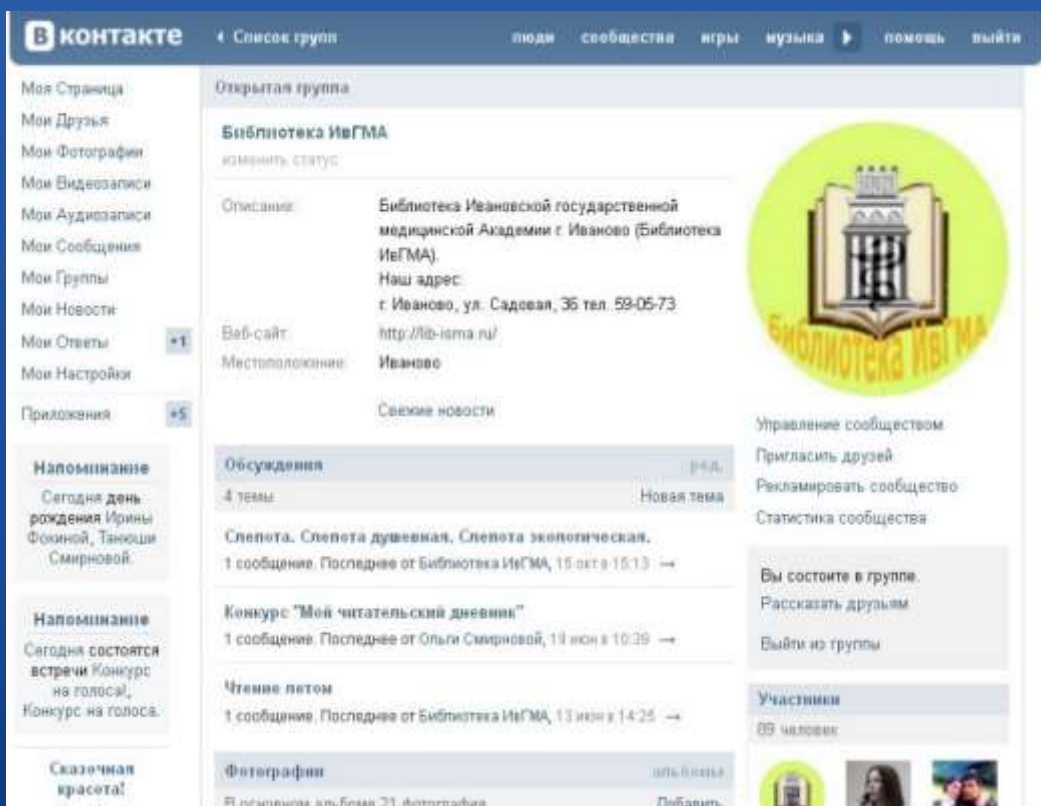 В контакте
Список групп
люди сообщества игры музыка помощь выйти
Моя Страница
Мои Друзья
Мои Фотографии
Мои Видеозаписи
Мои Аудиозаписи
Мои Сообщения
Мои Группы
Мои Новости
Мои Ответы +1
Мои Настройки
Приложения +5
Напоминание
Сегодня день
рождения Ирины
Фокиной, Танюши
Смирновой.
Напоминание
Сегодня состоятся
встречи Конкурс
на голоса!,
Конкурс на голоса.
Сказочная
красота!
Открытая группа
Библиотека ИвГМА
изменить статус
Описание: Библиотека Ивановской государственной
медицинской Академии г. Иваново (Библиотека
ИвГМА).
Наш адрес:
г. Иваново, ул. Садовая, 36 тел. 59-05-73
Веб-сайт: http://lib-isma.ru/
Местоположение: Иваново
Свежие новости
Обсуждения ред.
4 темы Новая тема
Слепота. Слепота душевная. Слепота экологическая.
1 сообщение. Последнее от Библиотека ИвГМА, 15 окт в 15:13 →
Конкурс "Мой читательский дневник"
1 сообщение. Последнее от Ольги Смирновой, 19 июн в 10:39 →
Чтение летом
1 сообщение. Последнее от Библиотека ИвГМА, 13 июн в 14:25 →
Фотографии альбомы
В основном альбоме 21 фотография Добавить
Библиотека ИвГМА
Управление сообществом
Пригласить друзей
Рекламировать сообщество
Статистика сообщества
Вы состоите в группе.
Рассказать друзьям
Выйти из группы
Участники
89 человек